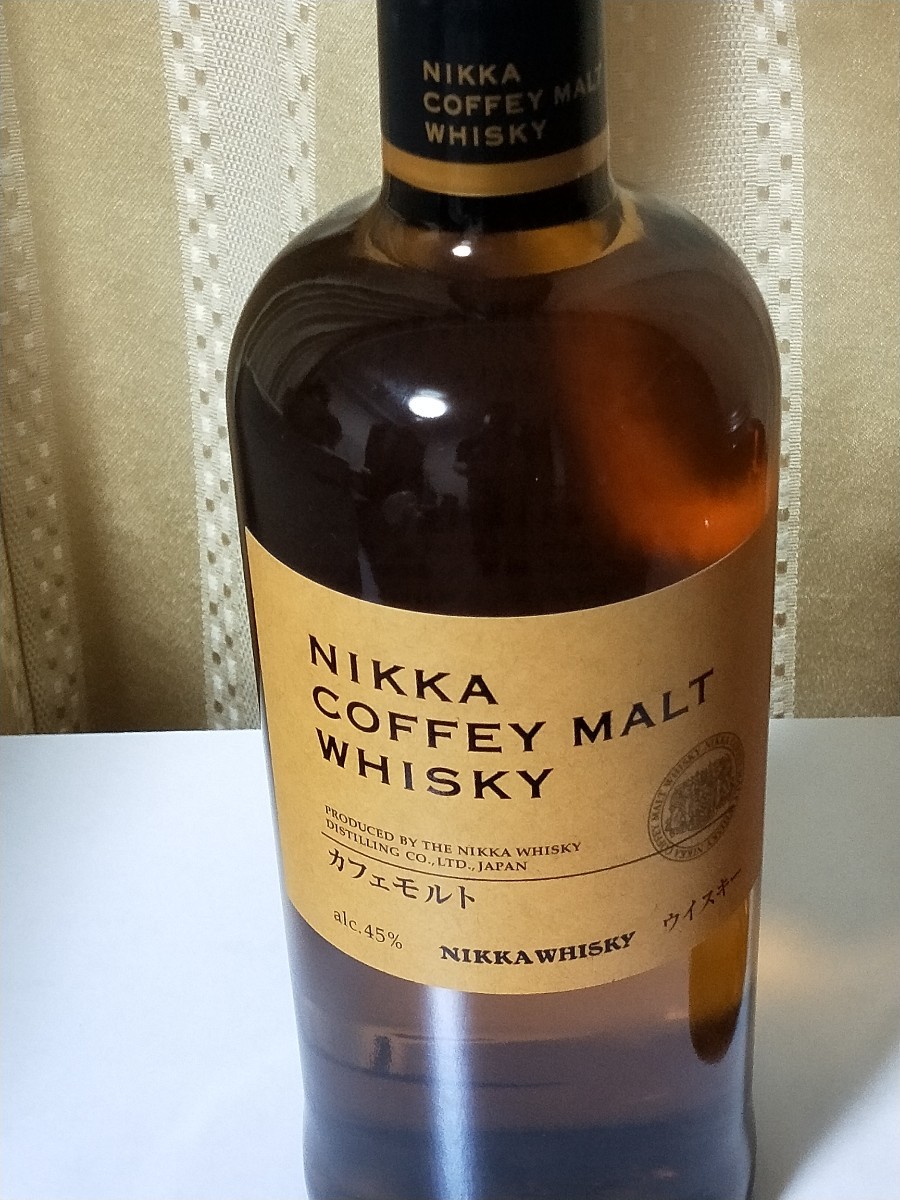 NIKKA
COFFEY MALT
WHISKY
NIKKA
COFFEY MALT
WHISKY
PRODUCED BY THE NIKKA WHISKY
DISTILLING CO., LTD., JAPAN
カフェモルト
ウイスキー
alc.45%
NIKKA WHISKY